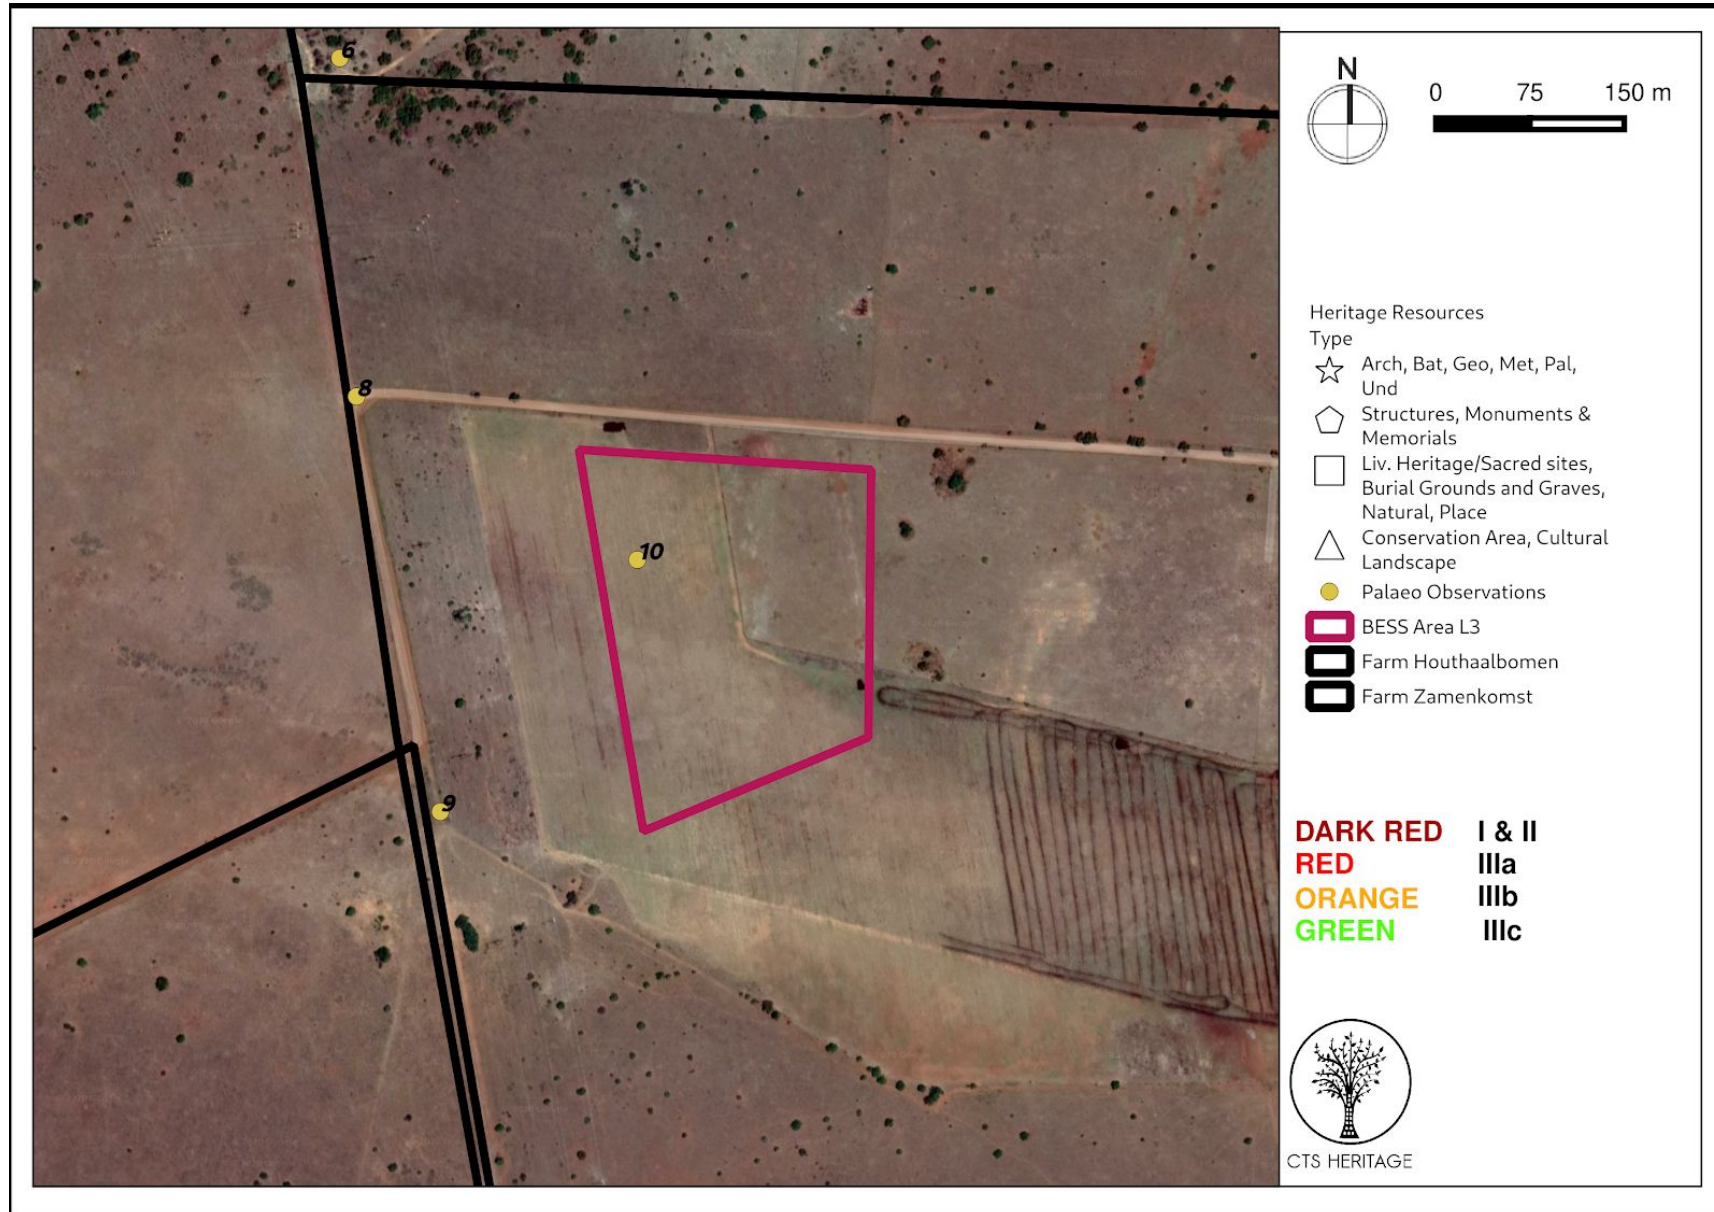 6
8
10
9
N
0 75 150 m
Heritage Resources
Type
Arch, Bat, Geo, Met, Pal,
Und
Structures, Monuments &
Memorials
Liv. Heritage/Sacred sites,
Burial Grounds and Graves,
Natural, Place
Conservation Area, Cultural
Landscape
Palaeo Observations
BESS Area L3
Farm Houthaalbomen
Farm Zamenkomst
DARK RED I & II
RED IIIa
ORANGE IIIb
GREEN IIIc
CTS HERITAGE